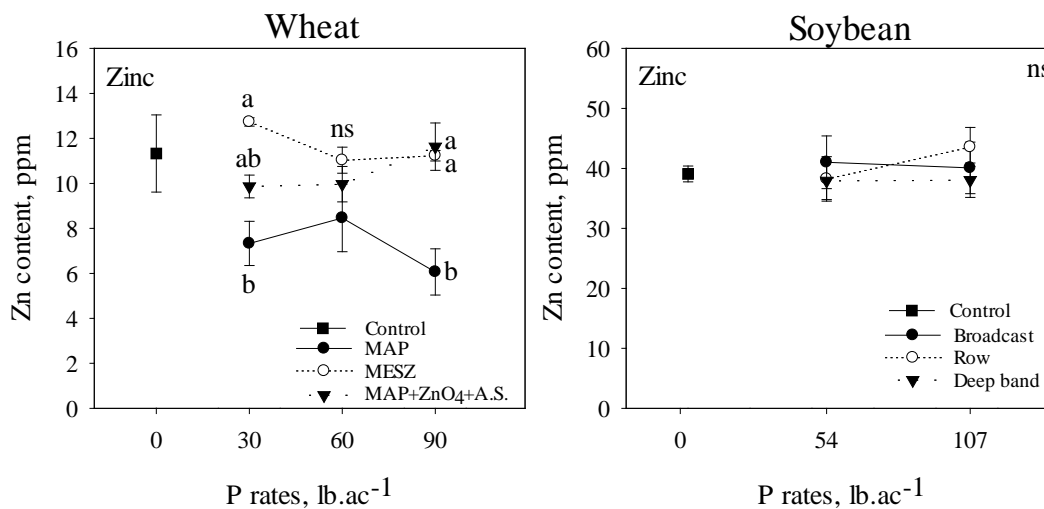 Wheat
Zinc
16
14
12
10
8
6
4
2
0
Zn content, ppm
a
ab
b
ns
a
a
b
Control
MAP
MESZ
MAP+ZnO4+A.S.
0 30 60 90
P rates, lb.ac-1
Soybean
Zinc
ns
60
50
40
30
20
10
0
Zn content, ppm
Control
Broadcast
Row
Deep band
0 54 107
P rates, lb.ac-1